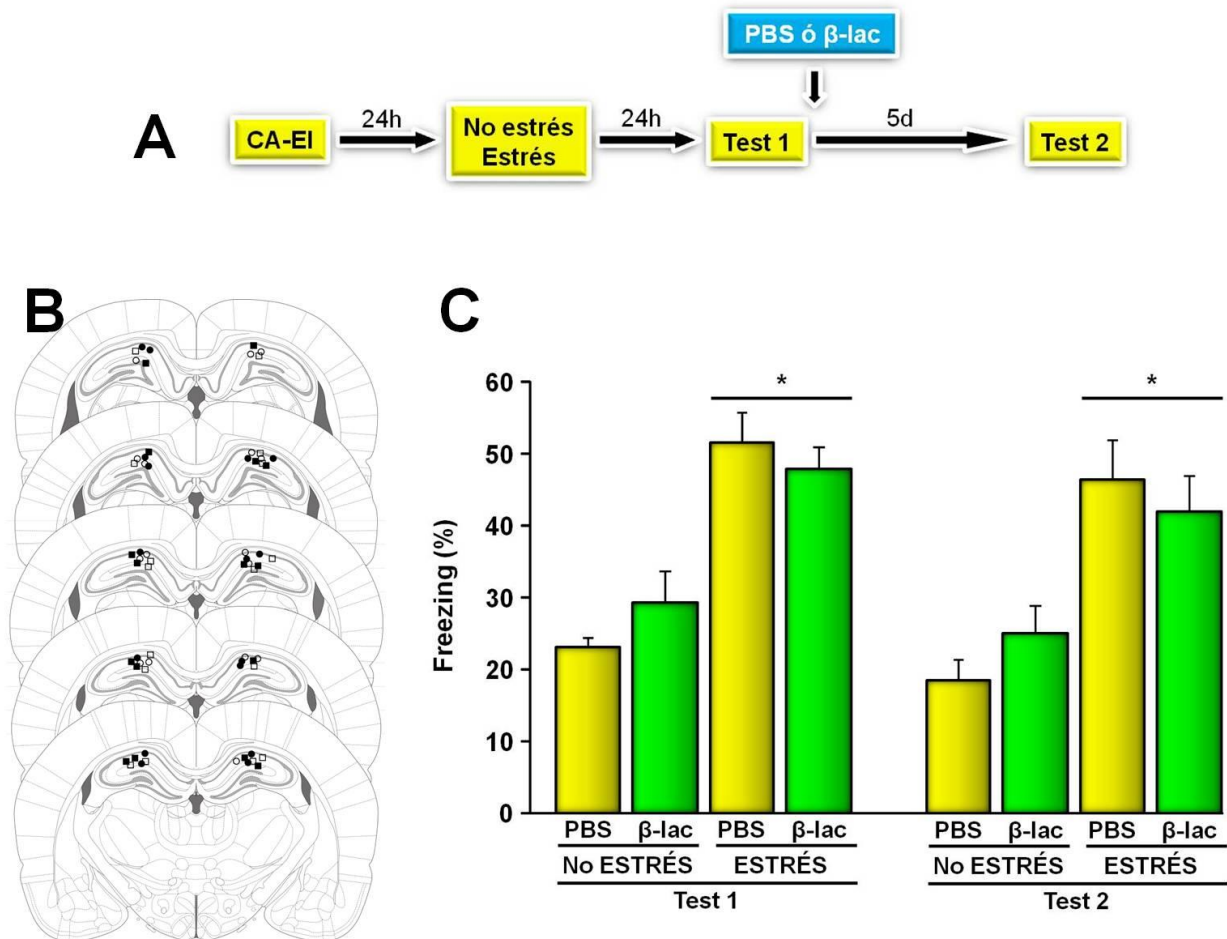 PBS ó β-lac
A
CA-EI
24h
No estrés
Estrés
24h
Test 1
5d
Test 2
B
C
Freezing (%)
60
50
40
30
20
10
0
*
*
PBS β-lac PBS β-lac PBS β-lac PBS β-lac
No ESTRÉS ESTRÉS No ESTRÉS ESTRÉS
Test 1 Test 2